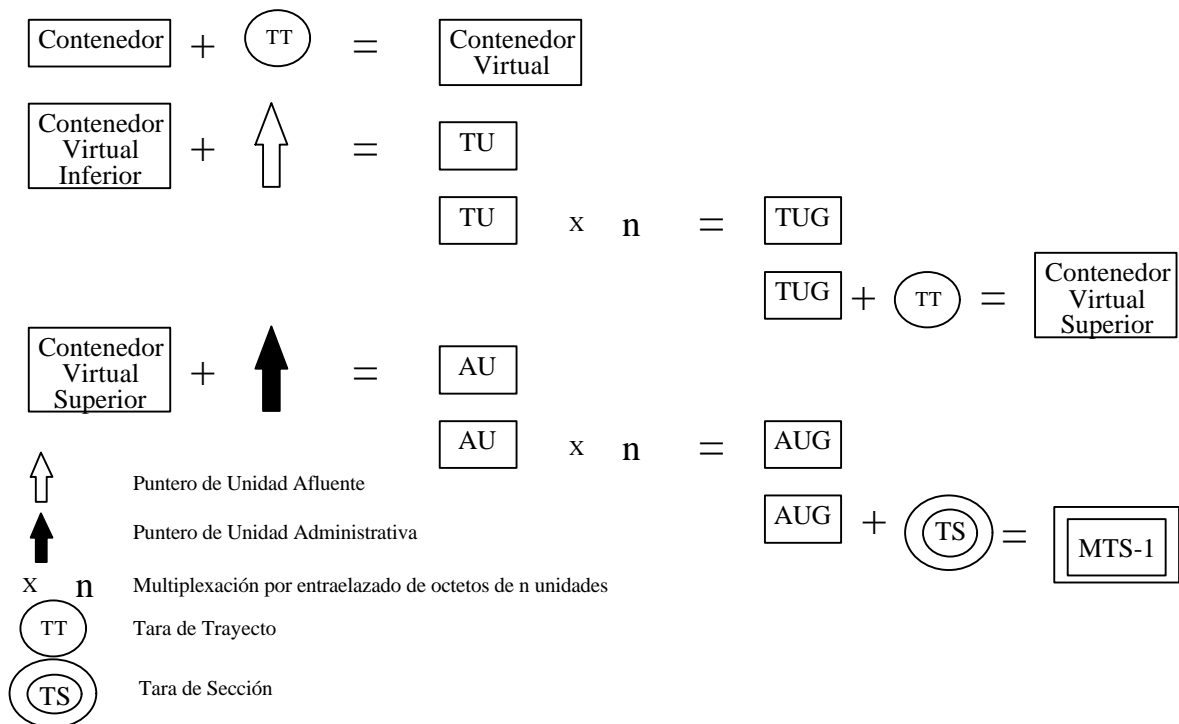 Contenedor + TT = Contenedor
Virtual
Contenedor
Virtual
Inferior
+ = TU
TU x n = TUG
TUG + TT = Contenedor
Virtual
Superior
Contenedor
Virtual
Superior
+ = AU
AU x n = AUG
AUG + TS = MTS-1
Puntero de Unidad Afluente
Puntero de Unidad Administrativa
x n Multiplexación por entraelazado de octetos de n unidades
TT Tara de Trayecto
TS Tara de Sección